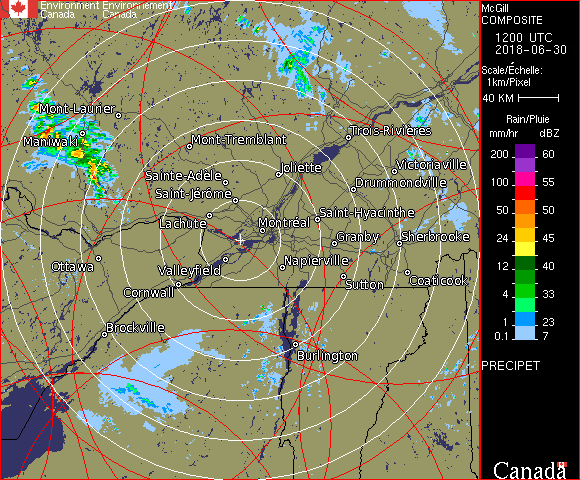 Environment Environnement
Canada Canada
McGill
COMPOSITE
1200 UTC
2018-06-30
Scale/Échelle:
1km/Pixel
40 KM
Rain/Pluie
mm/hr dBZ
200 60
100 55
50 50
24 45
12 40
4 33
1 23
0.1 7
PRECIPET
Canada
Mont-Laurier
Maniwaki
Mont-Tremblant
Trois-Rivières
Sainte-Adèle
Joliette
Victoriaville
Saint-Jérôme
Drummondville
Lachute
Montréal
Saint-Hyacinthe
Granby
Sherbrooke
Ottawa
Valleyfield
Napierville
Cornwall
Sutton
Coaticook
Brockville
Burlington